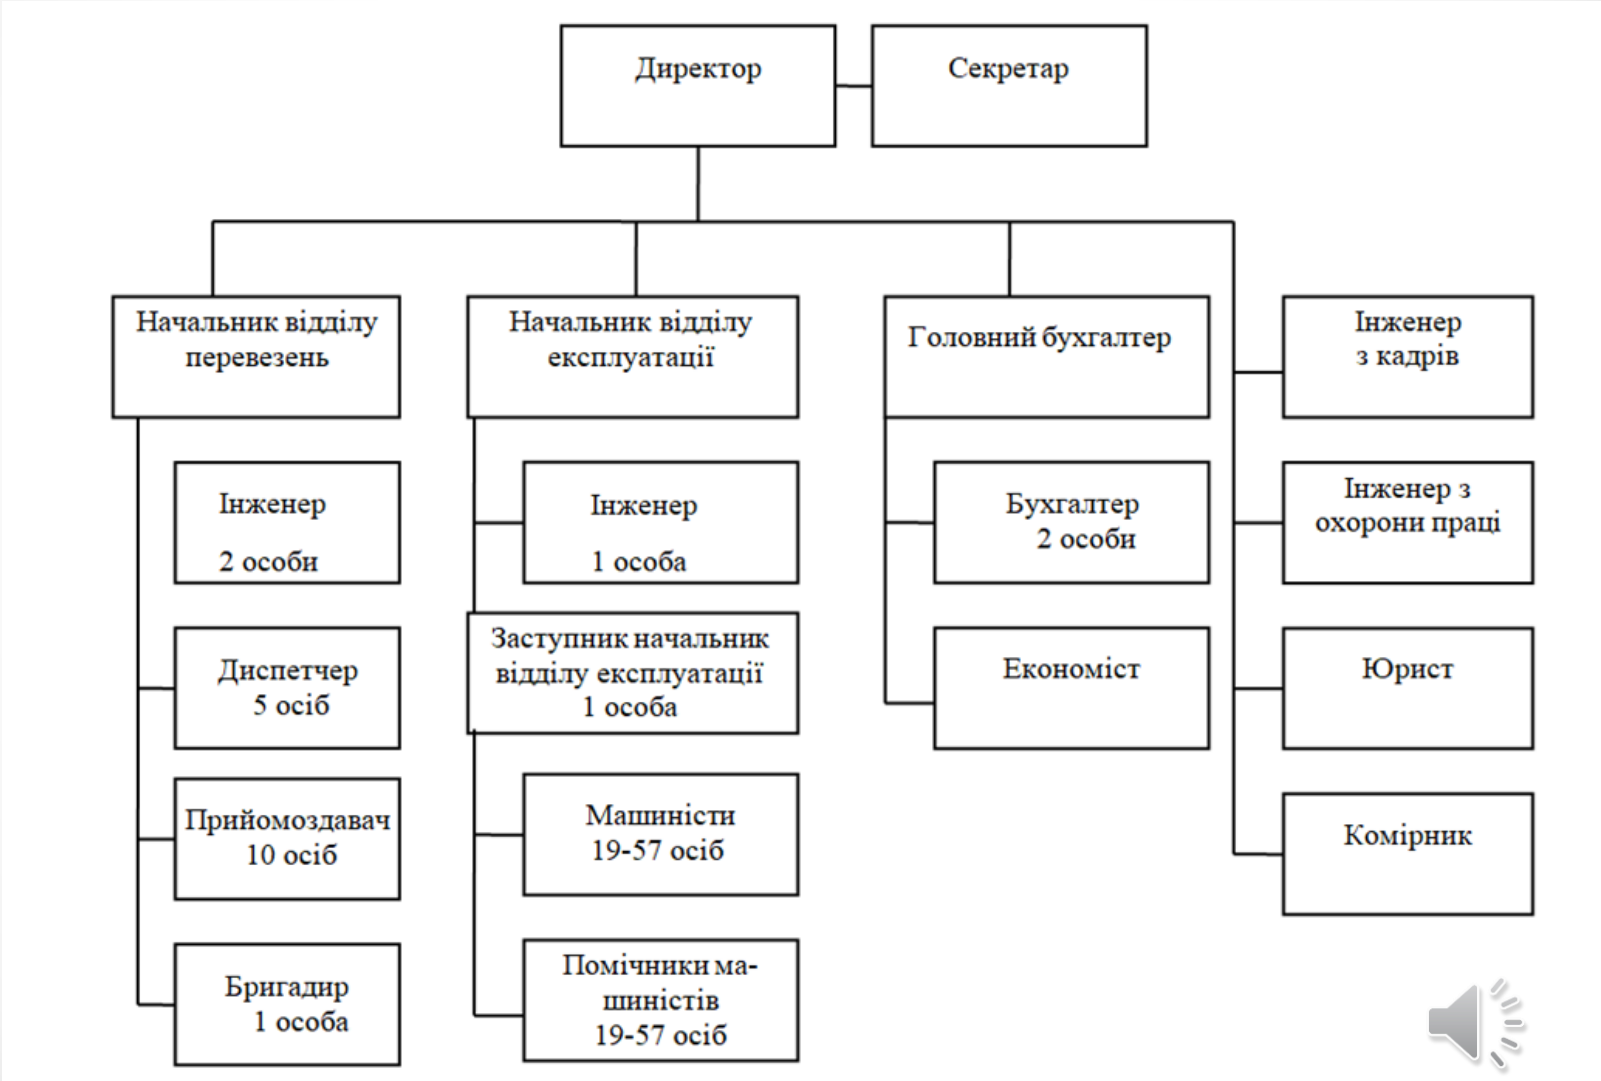 Директор
Секретар
Начальник відділу
перевезень
Начальник відділу
експлуатації
Головний бухгалтер
Інженер
з кадрів
Інженер
2 особи
Інженер
1 особа
Бухгалтер
2 особи
Інженер з
охорони праці
Диспетчер
5 осіб
Заступник начальник
відділу експлуатації
1 особа
Економіст
Юрист
Прийомоздавач
10 осіб
Машиністи
19-57 осіб
Комірник
Бригадир
1 особа
Помічники ма-
шиністів
19-57 осіб